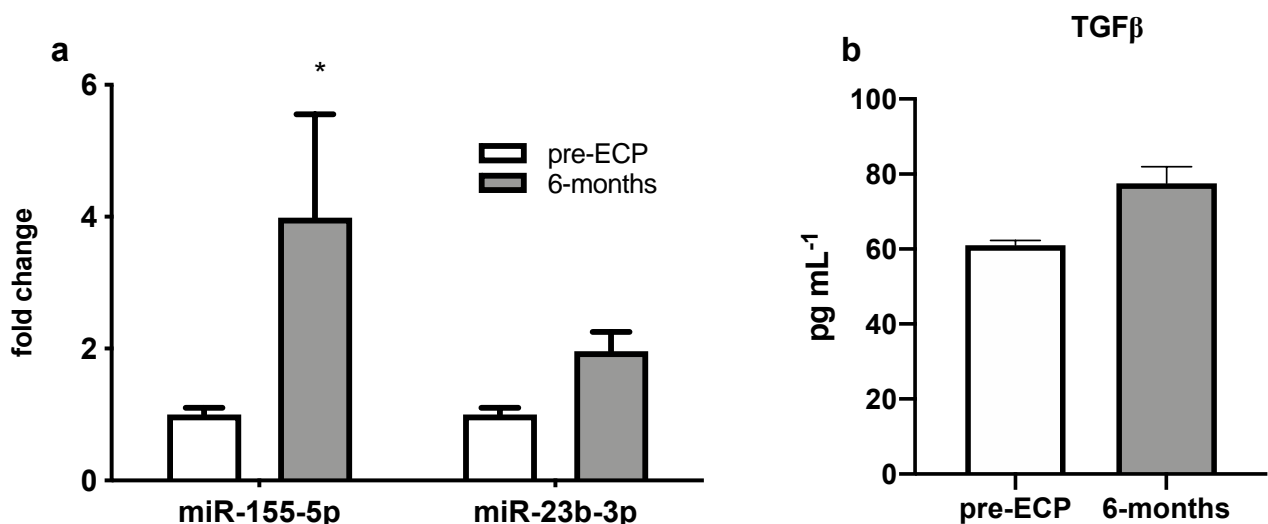 a
*
6
4
2
0
fold change
pre-ECP
6-months
miR-155-5p
miR-23b-3p
b
TGFβ
100
80
60
40
20
0
pg mL⁻¹
pre-ECP
6-months